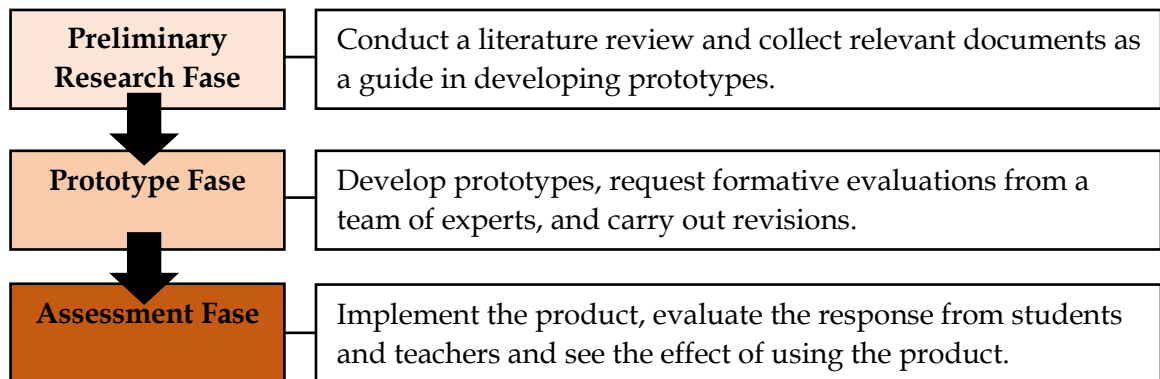 Preliminary
Research Fase
Conduct a literature review and collect relevant documents as
a guide in developing prototypes.
Prototype Fase
Develop prototypes, request formative evaluations from a
team of experts, and carry out revisions.
Assessment Fase
Implement the product, evaluate the response from students
and teachers and see the effect of using the product.